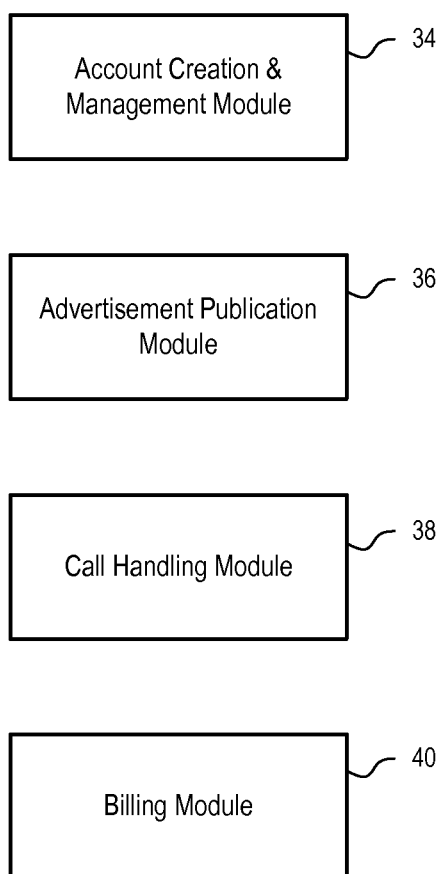 34
Account Creation &
Management Module
36
Advertisement Publication
Module
38
Call Handling Module
40
Billing Module